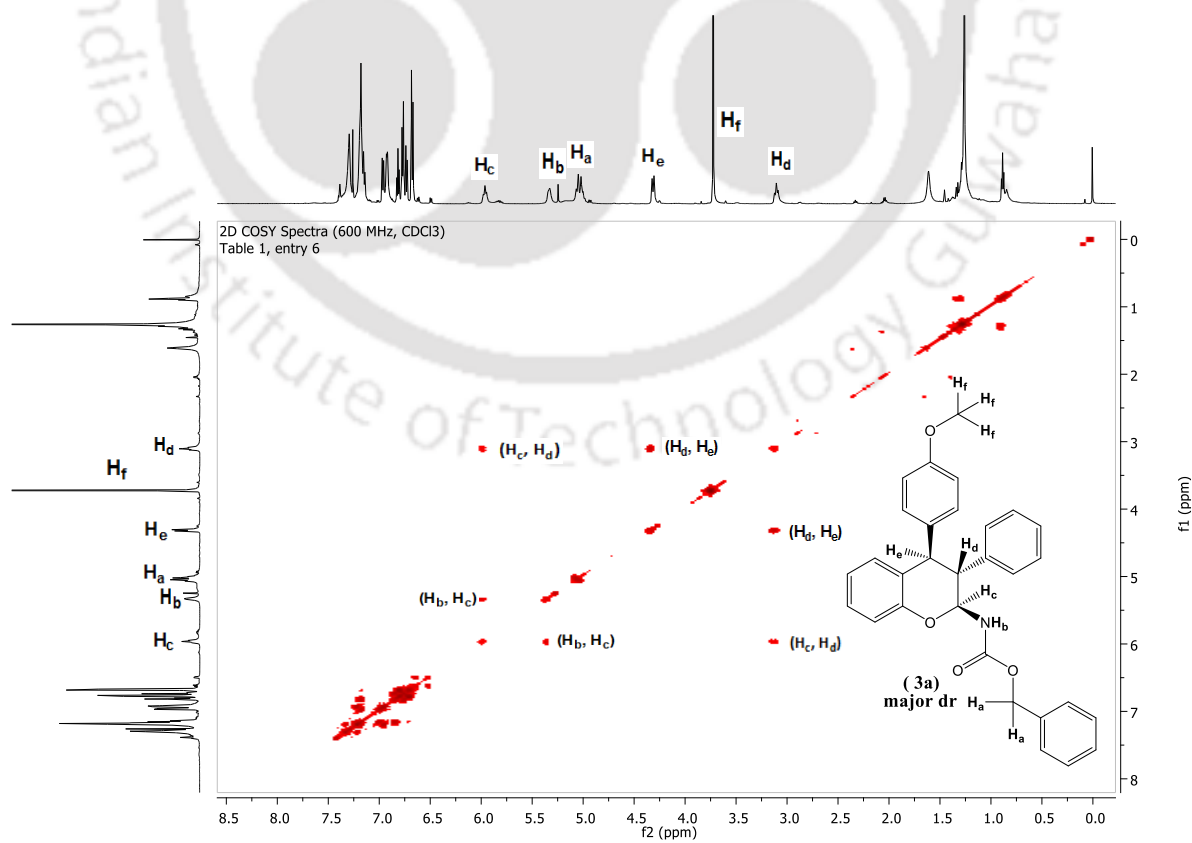 Indian Institute of Technology Guwahati
Hc
Hb
Ha
He
Hf
Hd
2D COSY Spectra (600 MHz, CDCl3)
Table 1, entry 6
0
1
2
3
4
5
6
7
8
f1 (ppm)
Hd
Hf
He
Ha
Hb
Hc
(Hc, Hd)
(Hd, He)
(Hd, He)
(Hb, Hc)
(Hb, Hc)
(Hc, Hd)
Hf
Hf
O
Hf
He
Hd
Hc
O
NHb
O
O
(3a)
major dr
Ha
Ha
8.5 8.0 7.5 7.0 6.5 6.0 5.5 5.0 4.5 4.0 3.5 3.0 2.5 2.0 1.5 1.0 0.5 0.0
f2 (ppm)